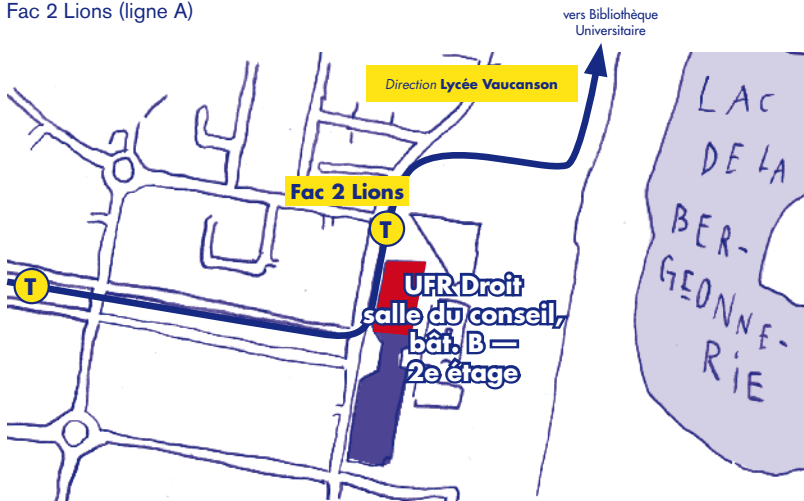 Fac 2 Lions (ligne A)
vers Bibliothèque
Universitaire
Direction Lycée Vaucanson
LAC
DE LA
BER-
GEONNE-
RIE
Fac 2 Lions
T
T
UFR Droit
salle du conseil,
bât. B —
2e étage